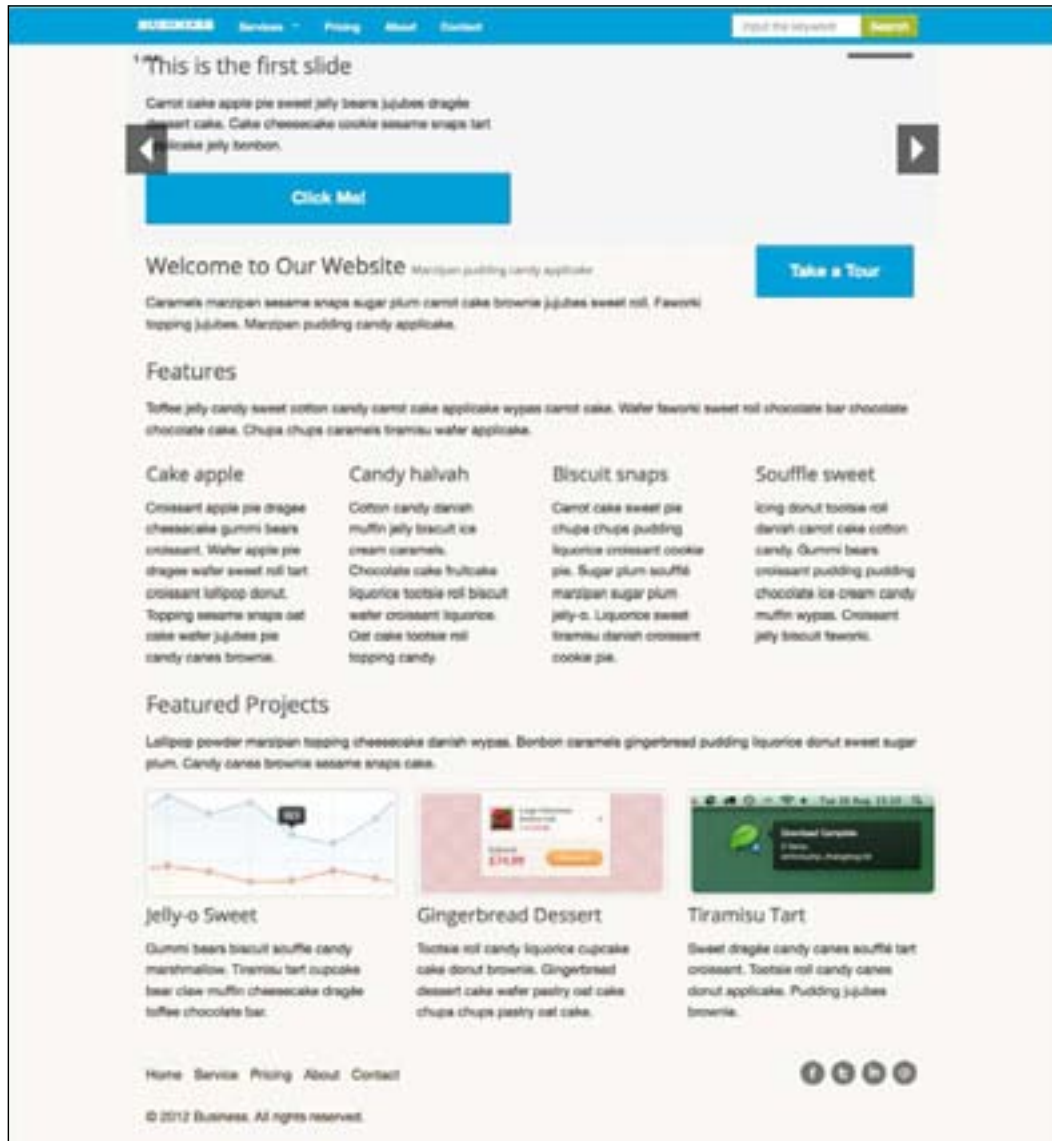 BUSINESS Services Pricing About Contact Input the keyword Search
This is the first slide
Carrot cake apple pie sweet jelly beans jujubes dragée
dessert cake. Cake cheesecake cookie sesame snaps tart
applicake jelly bonbon.
Click Me!
Welcome to Our Website Marzipan pudding candy applicake
Take a Tour
Caramels marzipan sesame snaps sugar plum carrot cake brownie jujubes sweet roll. Faworki
topping jujubes. Marzipan pudding candy applicake.
Features
Toffee jelly candy sweet cotton candy carrot cake applicake wypas carrot cake. Wafer faworki sweet roll chocolate bar chocolate
chocolate cake. Chupa chups caramels tiramisu wafer applicake.
Cake apple
Croissant apple pie dragee
cheesecake gummi bears
croissant. Wafer apple pie
dragee wafer sweet roll tart
croissant lollipop donut.
Topping sesame snaps oat
cake wafer jujubes pie
candy canes brownie.
Candy halvah
Cotton candy danish
muffin jelly biscuit ice
cream caramels.
Chocolate cake fruitcake
liquorice tootsie roll biscuit
wafer croissant liquorice.
Oat cake tootsie roll
topping candy.
Biscuit snaps
Carrot cake sweet pie
chupa chups pudding
liquorice croissant cookie
pie. Sugar plum soufflé
marzipan sugar plum
jelly-o. Liquorice sweet
tiramisu danish croissant
cookie pie.
Souffle sweet
Icing donut tootsie roll
danish carrot cake cotton
candy. Gummi bears
croissant pudding pudding
chocolate ice cream candy
muffin wypas. Croissant
jelly biscuit faworki.
Featured Projects
Lollipop powder marzipan topping cheesecake danish wypas. Bonbon caramels gingerbread pudding liquorice donut sweet sugar
plum. Candy canes brownie sesame snaps cake.
$74.99
Tue 16 Aug 15:10
Download Complete
Jelly-o Sweet
Gummi bears biscuit souffle candy
marshmallow. Tiramisu tart cupcake
bear claw muffin cheesecake dragée
toffee chocolate bar.
Gingerbread Dessert
Tootsie roll candy liquorice cupcake
cake donut brownie. Gingerbread
dessert cake wafer pastry oat cake
chupa chups pastry oat cake.
Tiramisu Tart
Sweet dragée candy canes soufflé tart
croissant. Tootsie roll candy canes
donut applicake. Pudding jujubes
brownie.
Home Service Pricing About Contact
© 2012 Business. All rights reserved.